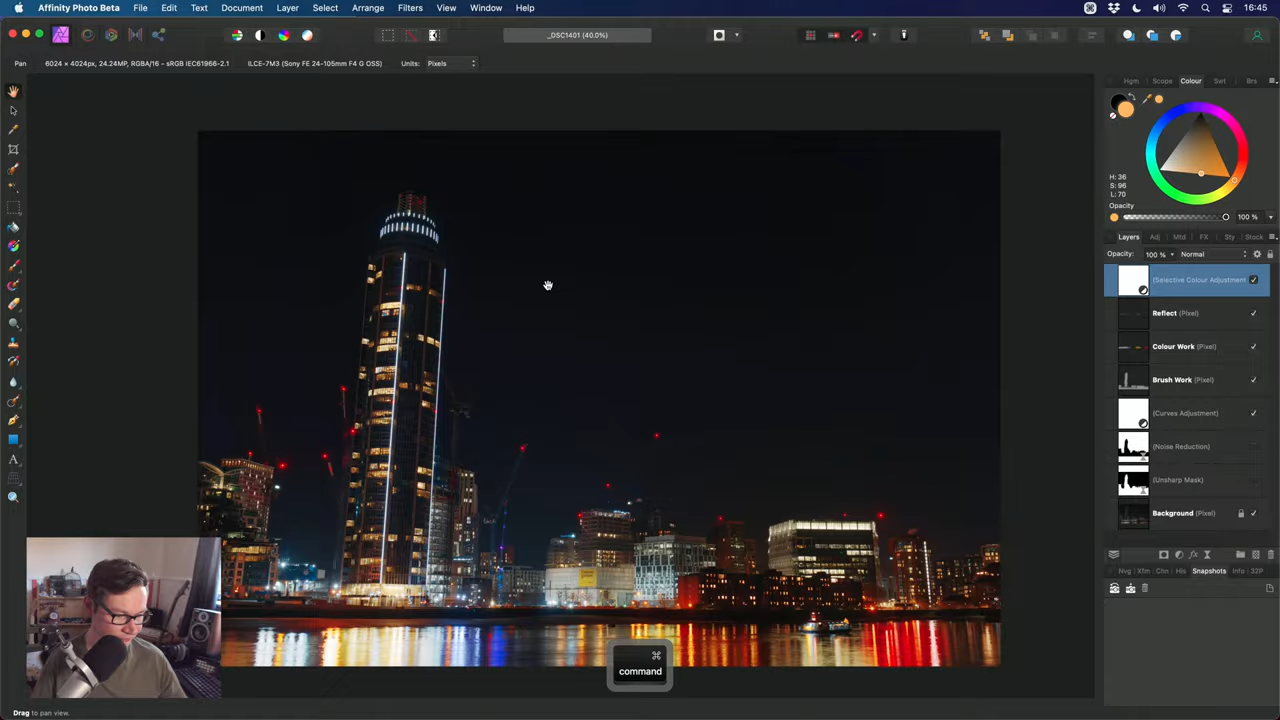 Affinity Photo Beta File Edit Text Document Layer Select Arrange Filters View Window Help 16:45
_DSC1401 (40.0%)
Pan 6024 × 4024px, 24.24MP, RGBA/16 - sRGB IEC61966-2.1 ILCE-7M3 (Sony FE 24-105mm F4 G OSS) Units: Pixels
Hgm Scope Colour Swt Brs
H: 36
S: 96
L: 70
Opacity
100 %
Layers Adj Mtd FX Sty Stock
Opacity: 100 % Normal
(Selective Colour Adjustment
Reflect (Pixel)
Colour Work (Pixel)
Brush Work (Pixel)
(Curves Adjustment)
(Noise Reduction)
(Unsharp Mask)
Background (Pixel)
fx
Nvg Xfm Chn His Snapshots Info 32P
⌘
command
Drag to pan view.